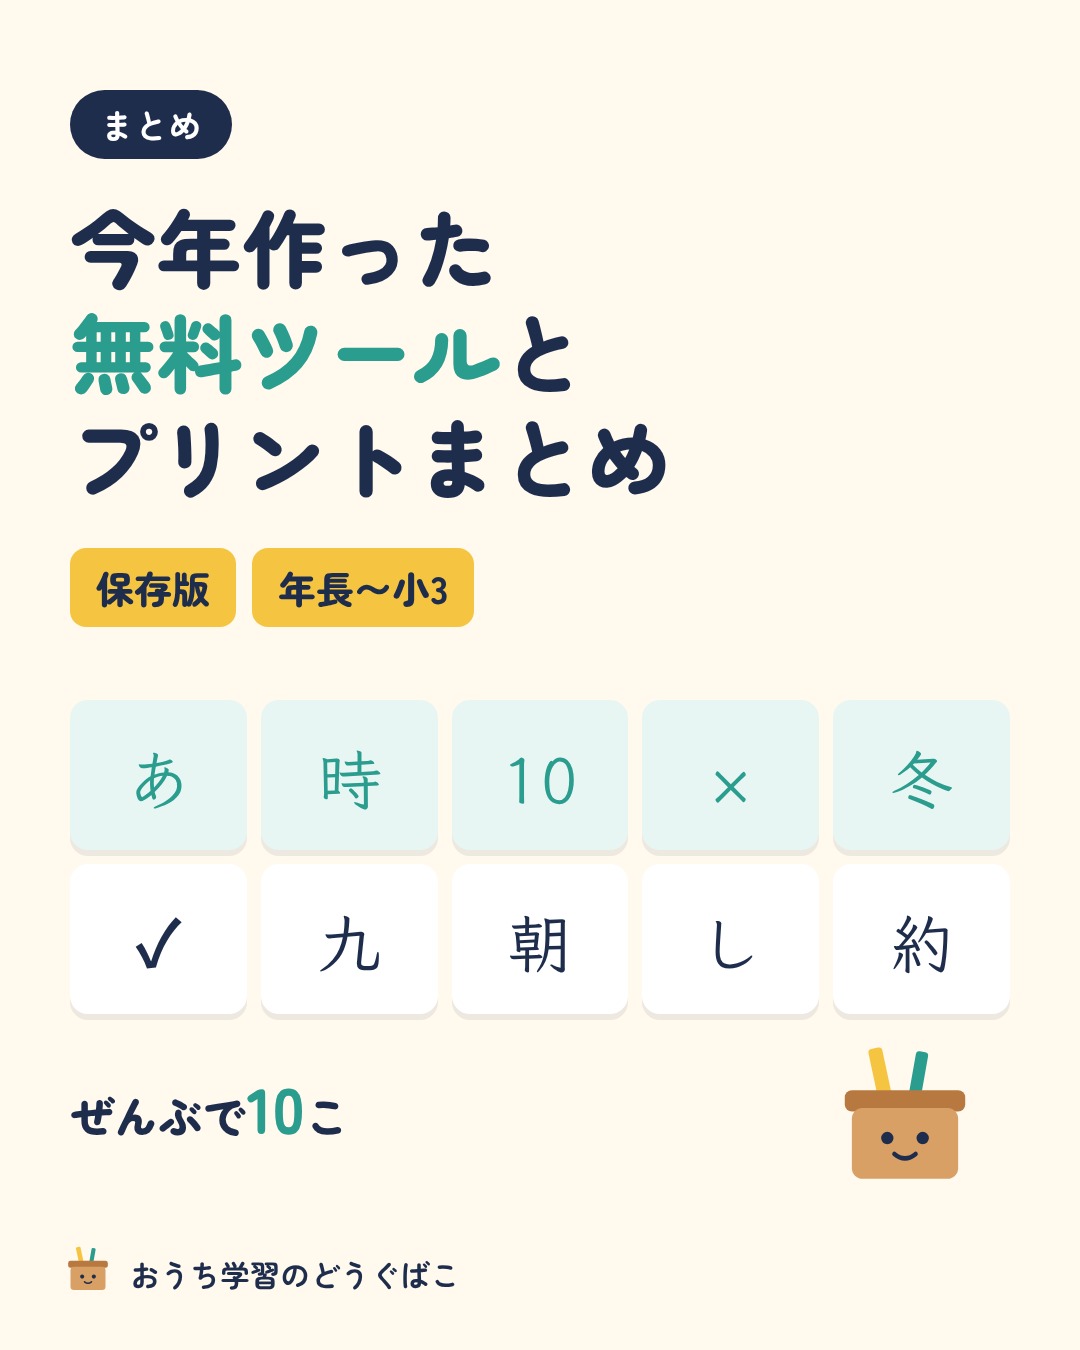 まとめ
今年作った
無料ツールと
プリントまとめ
保存版 年長〜小3
あ 時 10 × 冬
✓ 九 朝 し 約
ぜんぶで10こ
おうち学習のどうぐばこ